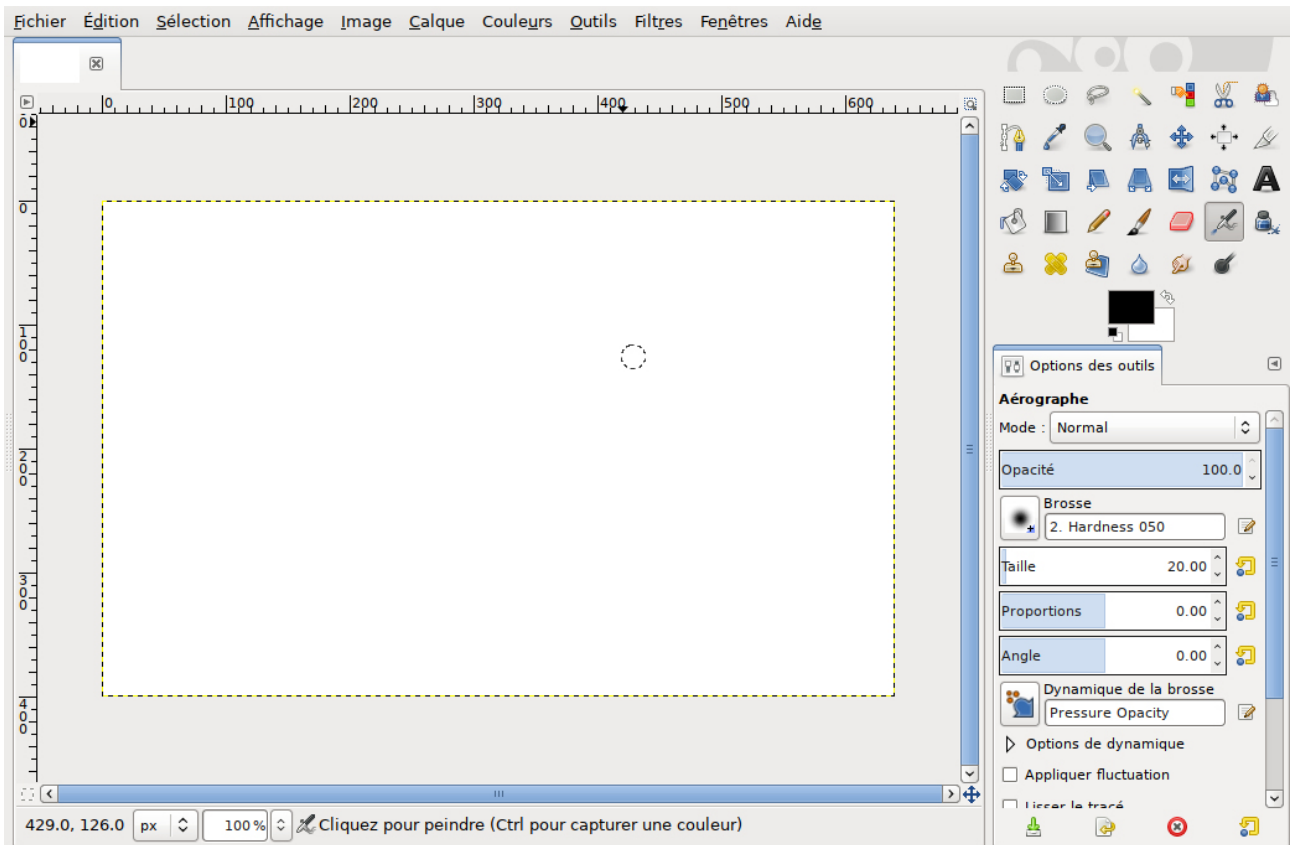 Fichier Édition Sélection Affichage Image Calque Couleurs Outils Filtres Fenêtres Aide
0 100 200 300 400 500 600
0
0
100
200
300
400
Options des outils
Aérographe
Mode : Normal
Opacité 100.0
Brosse
2. Hardness 050
Taille 20.00
Proportions 0.00
Angle 0.00
Dynamique de la brosse
Pressure Opacity
Options de dynamique
Appliquer fluctuation
Lisser le tracé
429.0, 126.0 px 100 % Cliquez pour peindre (Ctrl pour capturer une couleur)